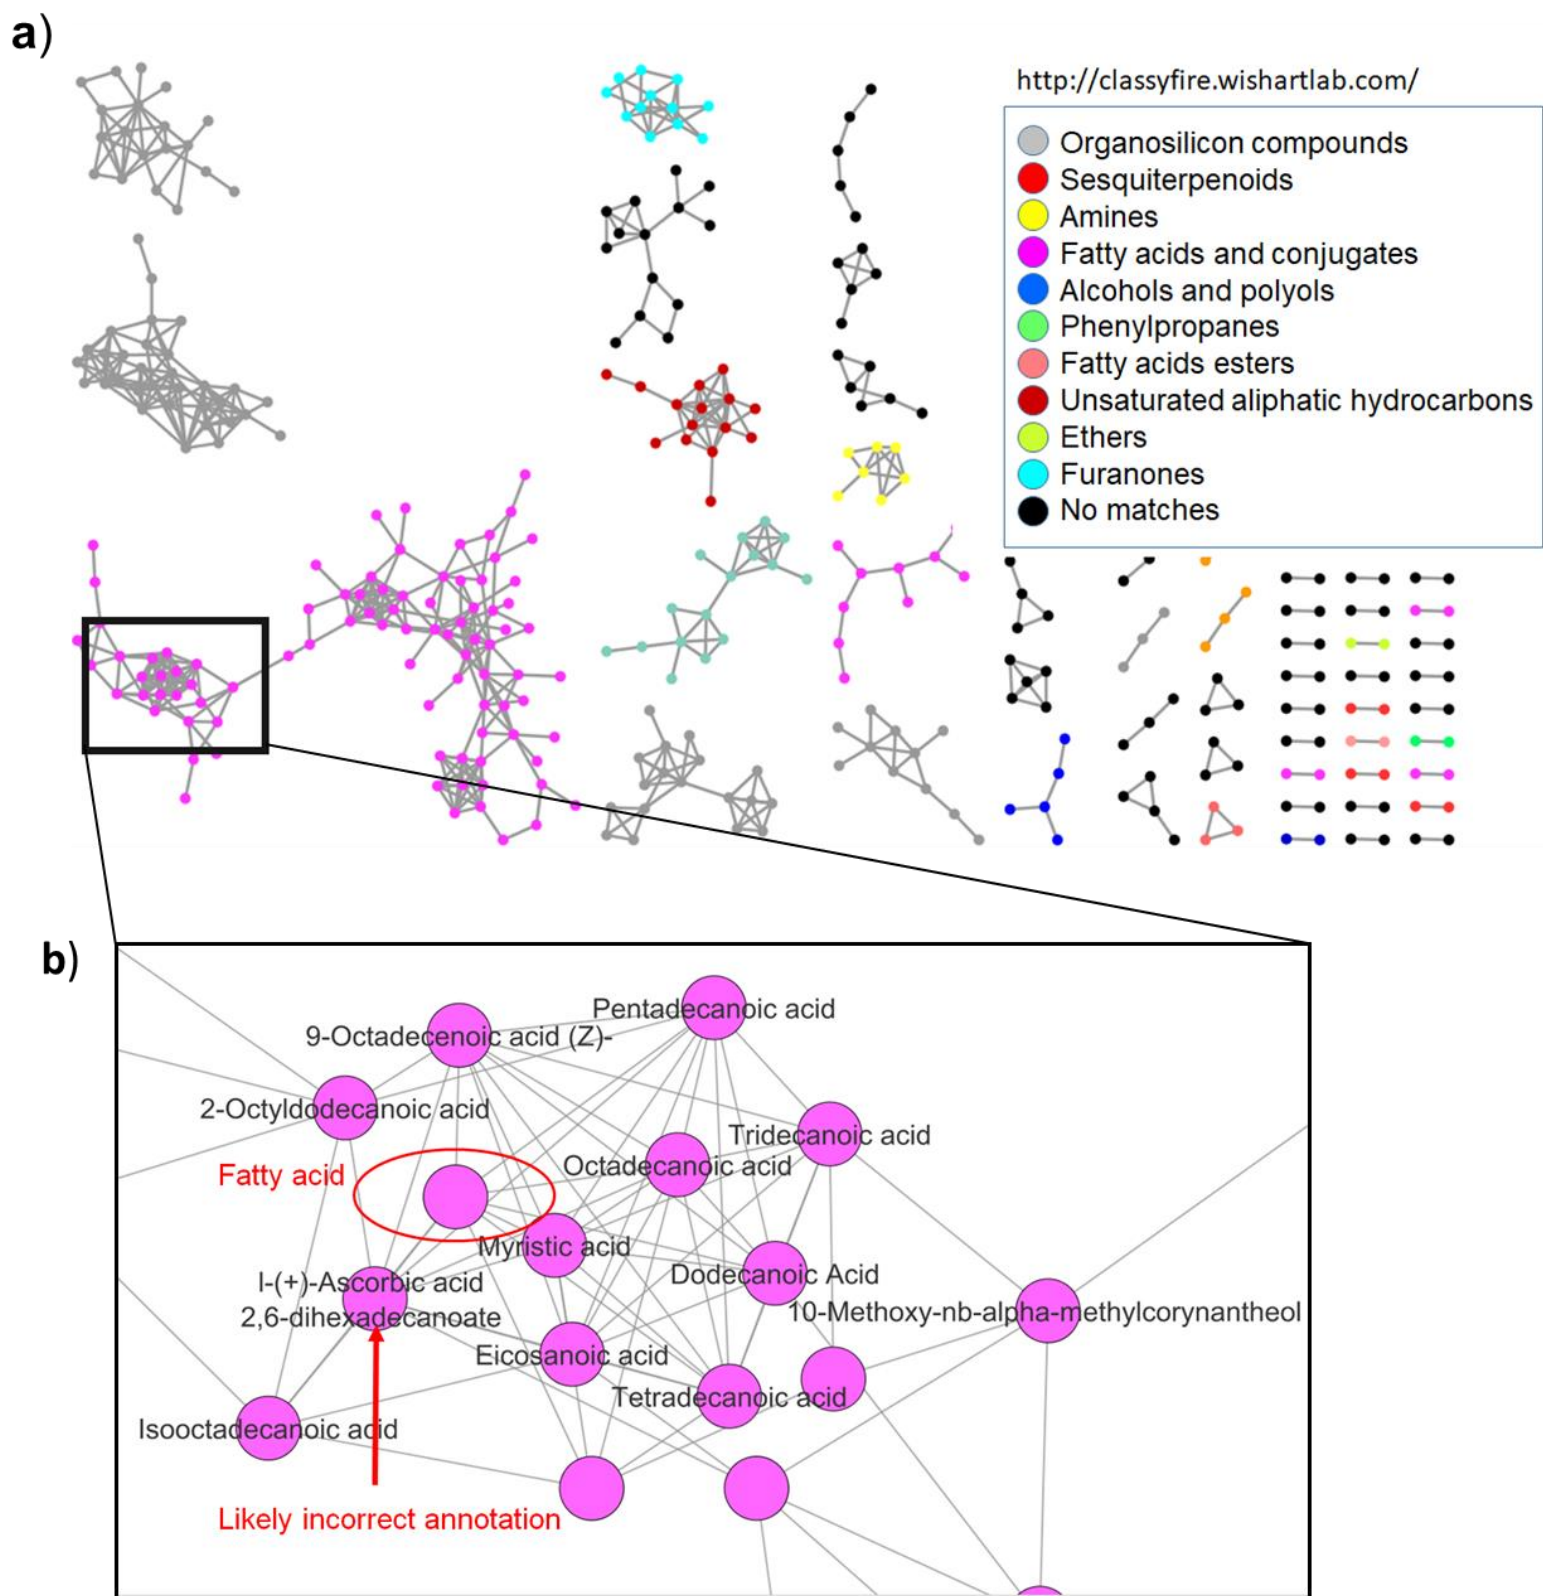 a)
http://classyfire.wishartlab.com/
Organosilicon compounds
Sesquiterpenoids
Amines
Fatty acids and conjugates
Alcohols and polyols
Phenylpropanes
Fatty acids esters
Unsaturated aliphatic hydrocarbons
Ethers
Furanones
No matches
b)
Pentadecanoic acid
9-Octadecenoic acid (Z)-
2-Octyldodecanoic acid
Tridecanoic acid
Fatty acid
Octadecanoic acid
Myristic acid
Dodecanoic Acid
l-(+)-Ascorbic acid
2,6-dihexadecanoate
10-Methoxy-nb-alpha-methylcorynantheol
Eicosanoic acid
Tetradecanoic acid
Isooctadecanoic acid
Likely incorrect annotation